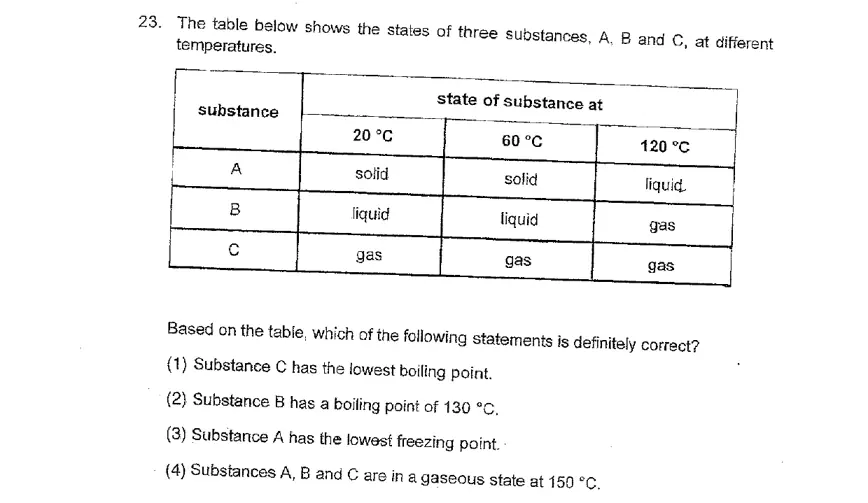 23. The table below shows the states of three substances, A, B and C, at different
temperatures.
substance
state of substance at
20 °C 60 °C 120 °C
A solid solid liquid
B liquid liquid gas
C gas gas gas
Based on the table, which of the following statements is definitely correct?
(1) Substance C has the lowest boiling point.
(2) Substance B has a boiling point of 130 °C.
(3) Substance A has the lowest freezing point.
(4) Substances A, B and C are in a gaseous state at 150 °C.